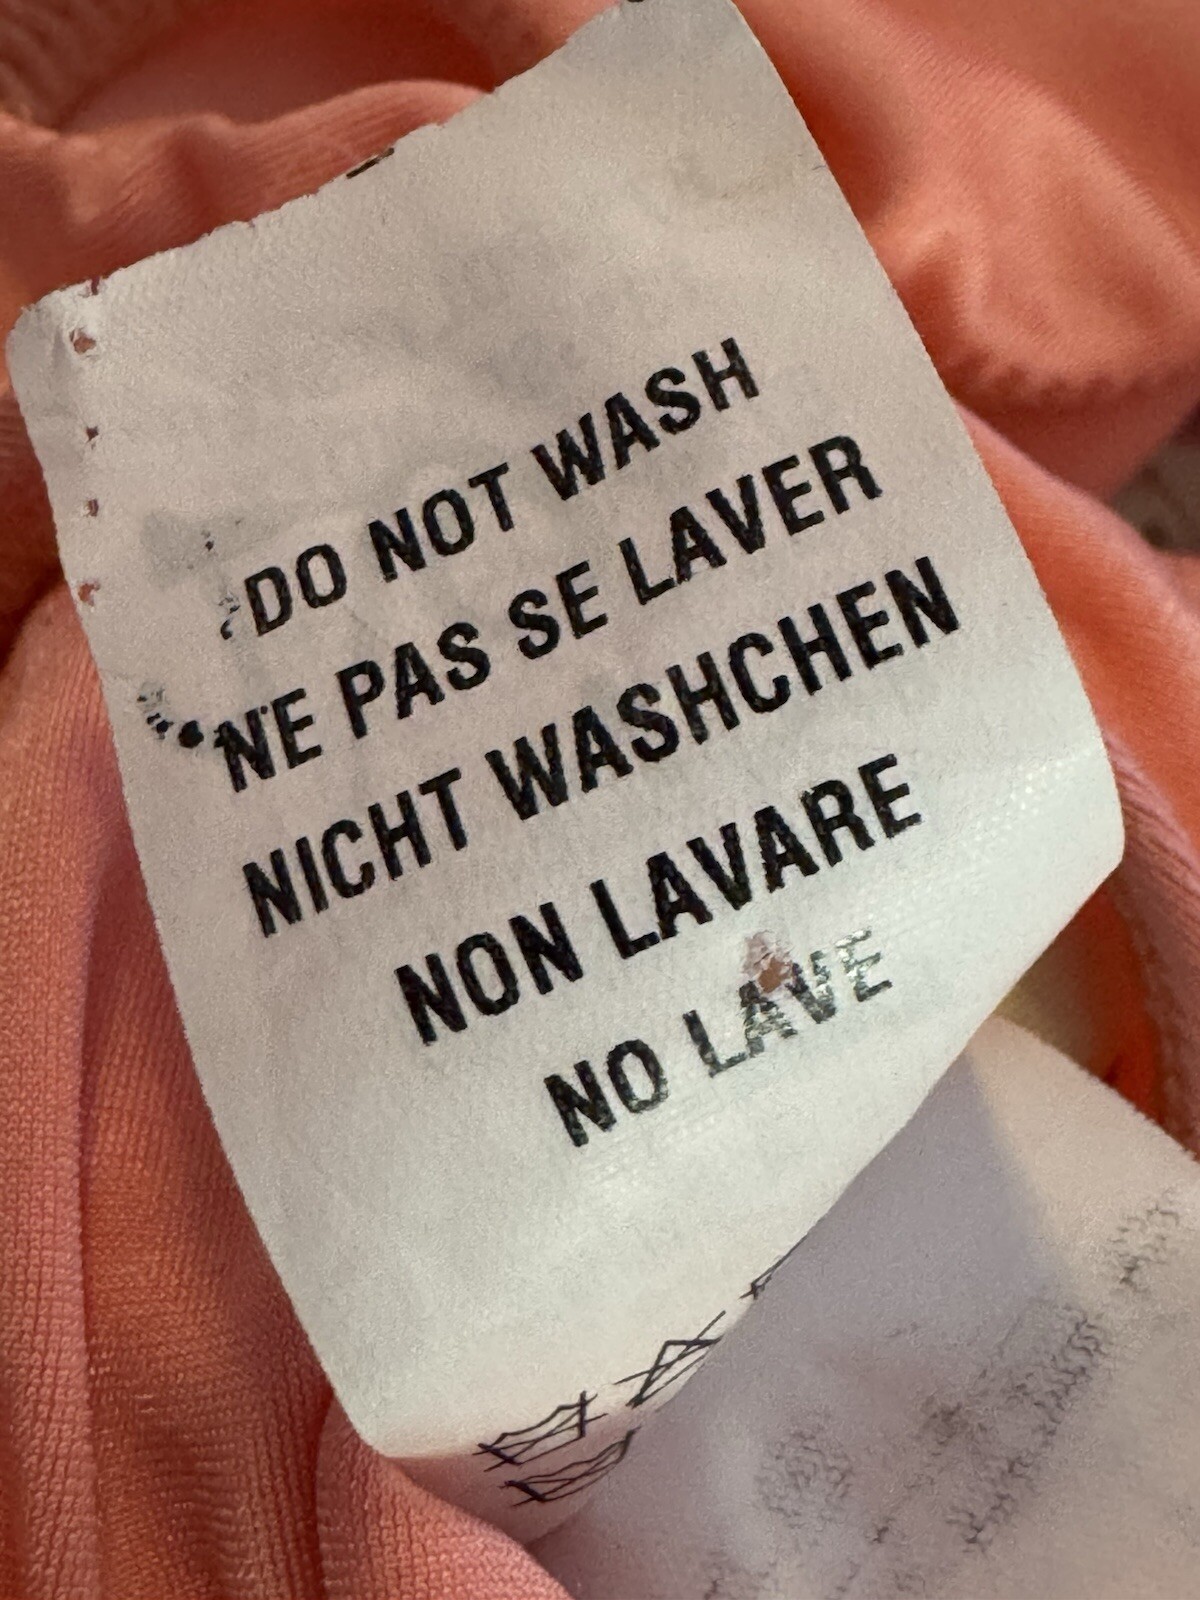 DO NOT WASH
NE PAS SE LAVER
NICHT WASHCHEN
NON LAVARE
NO LAVE